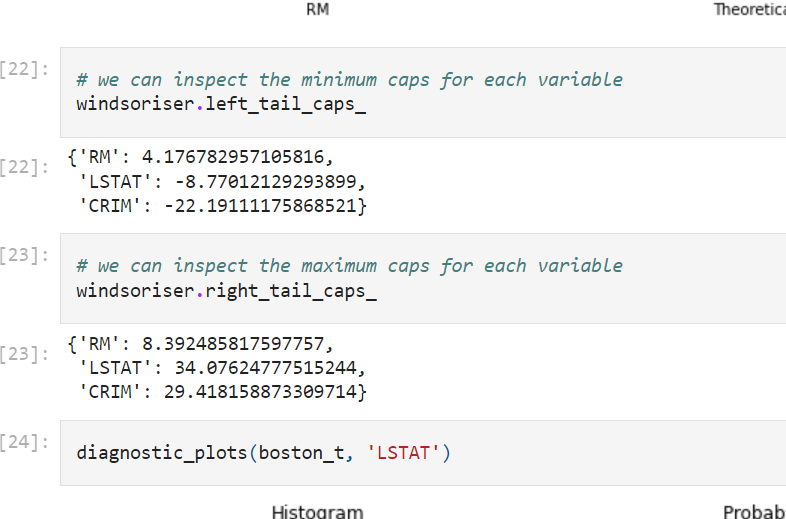 RM
Theoretica
[22]:
# we can inspect the minimum caps for each variable
windsoriser.left_tail_caps_
[22]:
{'RM': 4.176782957105816,
'LSTAT': -8.77012129293899,
'CRIM': -22.19111175868521}
[23]:
# we can inspect the maximum caps for each variable
windsoriser.right_tail_caps_
[23]:
{'RM': 8.392485817597757,
'LSTAT': 34.07624777515244,
'CRIM': 29.418158873309714}
[24]:
diagnostic_plots(boston_t, 'LSTAT')
Histogram
Probab